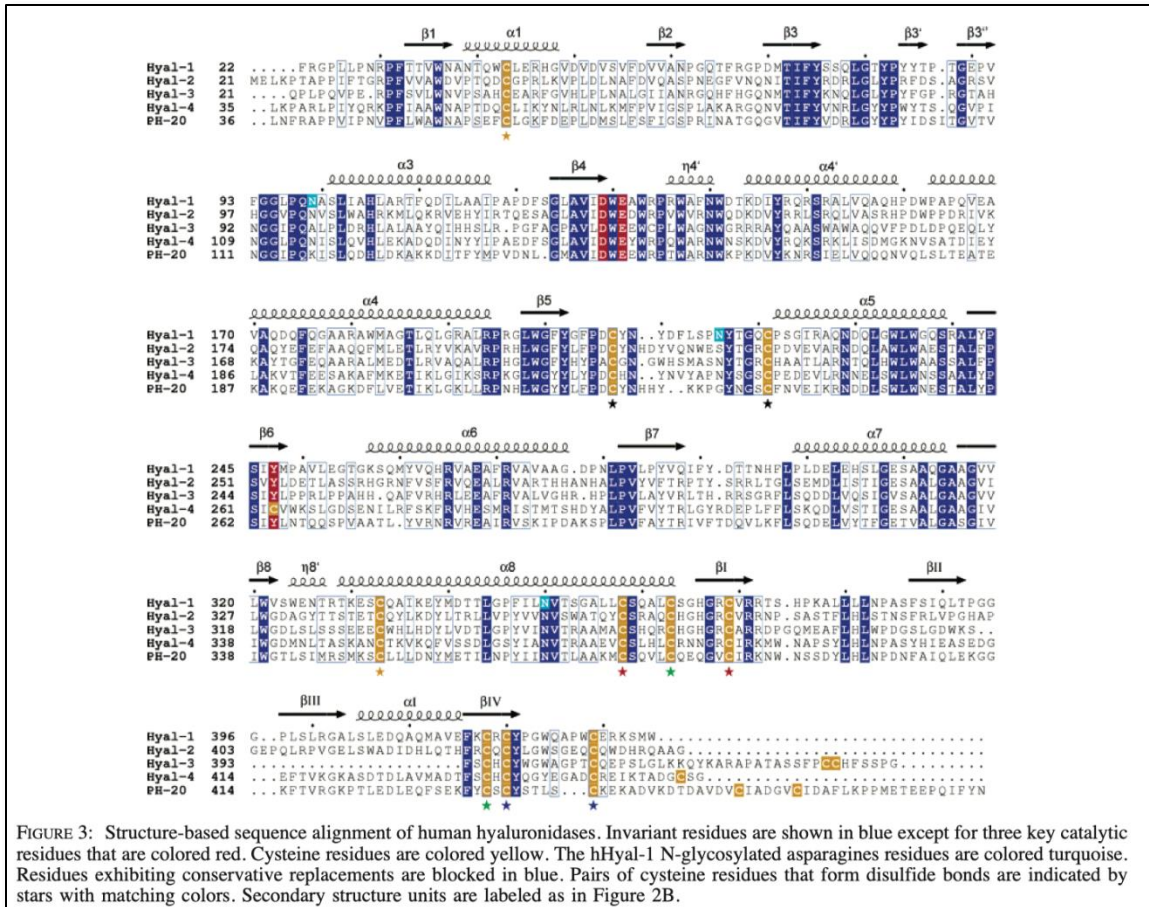 β1 α1 β2 β3 β3' β3''
Hyal-1 22 ....FRGPLLPNRPFTTVWNANTQWCLERHGVDVDVSVFDVVANPGQTFRGPDMTIFYSSQLGTYPYYTP.TGEPV
Hyal-2 21 MELKPTAPPIFTGRPFVVAWDVPTQDCGPRLKVPLDLNAFDVQASPNEGFVNQNITIFYRDRLGLYPRFDS.AGRSV
Hyal-3 21 ...QPLPQVPE.RPFSVLWNVPSAHCEARFGVHLPLNALGIIANRGQHFHGQNMTIFYKNQLGLYPYFGP.RGTAH
Hyal-4 35 ..LKPARLPIYQRKPFIAAWNAPTDQCLIKYNLRLNLKMFPVIGSPLAKARGQNVTIFYVNRLGYYPWYTS.QGVPI
PH-20 36 ..LNFRAPPVIPNVPFLWAWNAPSEFCLGKFDEPLDMSLFSFIGSPRINATGQGVTIFYVDRLGYYPYIDSITGVTV
α3 β4 η4' α4'
Hyal-1 93 FGGLPQNASLIAHLARTFQDILAAIPAPDFSGLAVIDWEAWRPRWAFNWDTKDIYRQRSRALVQAQHPDWPAPQVEA
Hyal-2 97 HGGVPQNVSLWAHRKMLQKRVEHYIRTQESAGLAVIDWEDWCPVWVRNWQDKDVYRRLSRQLVASRHPDWPPDRIVK
Hyal-3 92 NGGIPQALPLDRHLALAAYQIHHSLR.PGFAGPAVLDWEEWCPLWAGNWGRRRAYQAASWAWAQQVFPDLDPQEQLY
Hyal-4 109 NGGLPQNISLQVHLEKADQDINYYIPAEDFSGLAVIDWEYWRPQWARNWNSKDVYRQKSRKLISDMGKNVSATDIEY
PH-20 111 NGGIPQKISLQDHLDKAKKDITFYMPVDNL.GMAVIDWEEWRPTWARNWKPKDVYKNRSIELVQQQNVQLSLTEATE
α4 β5 α5
Hyal-1 170 VAQDQFQGAARAWMAGTLQLGRALRPRGLWGFYGFPDCYN..YDFLSPNYTGQCPSGIRAQNDQLGWLWGQSRALYP
Hyal-2 174 QAQYEFEFAAQQFMLETLRYVKAVRPRHLWGFYLFPDCYNHDYVQNWESYTGRCPDVEVARNDQLAWLWAESTALFP
Hyal-3 168 KAYTGFEQAARALMEDTLRVAQALRPHGLWGFYHYPACGN.GWHSMASNYTGRCHAATLARNTQLHWLWAASSALFP
Hyal-4 186 LAKVTFEESAKAFMKETIKLGIKSRPKGLWGYYLYPDCHN..YNVYAPNYSGSCPEDEVLRNNELSWLWNSSAALYP
PH-20 187 KAKQEFEKAGKDFLVETIKLGKLLRPNHLWGYYLFPDCYNHHY..KKPGYNGSCFNVEIKRNDDLSWLWNESTALYP
β6 α6 β7 α7
Hyal-1 245 SIYMPAVLEGTGKSQMYVQHRVAEAFRVAVAAG.DPNLPVLPYVQIFY.DTTNHFLPLDELEHSLGESAAQGAAGVV
Hyal-2 251 SVYLDETLASSRHGRNFVSFRVQEALRVARTHHANHALPVYVFTRPTY.SRRLTGLSEMDLISTIGESAALGAAGVI
Hyal-3 244 SIYLPPRLPPAHH.QAFVRHRLEEAFRVALVGHR.HPLPVLAYVRLTH.RRSGRFLSQDDLVQSIGVSAALGAAGVV
Hyal-4 261 SICVWKSLGDSENILRFSKFRVHESMRISTMTSHDYALPVFVYTRLGYRDEPLFFLSKQDLVSTIGESAALGAAGIV
PH-20 262 SIYLNTQQSPVAATL.YVRNRVREAIRVSKIPDAKSPLPVFAYTRIVFTDQVLKFLSQDELVYTFGETVALGASGIV
β8 η8' α8 βI βII
Hyal-1 320 LWVSWENTRTKESCQAIKEYMDTTLGPFILNVTSGALLCSQALCSGHGRCVRRTS.HPKALLLLNPASFSIQLTPGG
Hyal-2 327 LWGDAGYTTSTETCQYLKDYLTRLLVPYVVNVSWATQYCSRAQCHGHGRCVRRNP.SASTFLHLSTNSFRLVPGHAP
Hyal-3 318 LWGDLSLSSSEEECWHLHDYLVDTLGPYVINVTRAAMACSHQRCHGHGRCARRDPGQMEAFLHLWPDGSLGDWKS..
Hyal-4 338 IWGDMNLTASKANCTKVKQFVSSDLGSYIANVTRAAEVCSLHLCRNNGRCIRKMW.NAPSYLHLNPASYHIEASEDG
PH-20 338 IWGTLSIMRSMKSCLLLDNYMETILNPYIINVTLAAKMCSQVLCQEQGVCIRKNW.NSSDYLHLNPDNFAIQLEKGG
βIII αI βIV
Hyal-1 396 G..PLSLRGALSLEDQAQMAVEFKCRCYPGWQAPWCERKSMW..................................
Hyal-2 403 GEPQLRPVGELSWADIDHLQTHFRCQCYLGWSGEQCQWDHRQAAG...............................
Hyal-3 393 ......................FSCHCYWGWAGPTCQEPSLGLKKQYKARAPATASSFPCCHFSSPG.........
Hyal-4 414 ..EFTVKGKASDTDLAVMADTFSCHCYQGYEGADCREIKTADGCSG.............................
PH-20 414 ..KFTVRGKPTLEDLEQFSEKFYCSCYSTLS...CKEKADVKDTDAVDVCIADGVCIDAFLKPPMETEEPQIFYN
FIGURE 3: Structure-based sequence alignment of human hyaluronidases. Invariant residues are shown in blue except for three key catalytic
residues that are colored red. Cysteine residues are colored yellow. The hHyal-1 N-glycosylated asparagines residues are colored turquoise.
Residues exhibiting conservative replacements are blocked in blue. Pairs of cysteine residues that form disulfide bonds are indicated by
stars with matching colors. Secondary structure units are labeled as in Figure 2B.